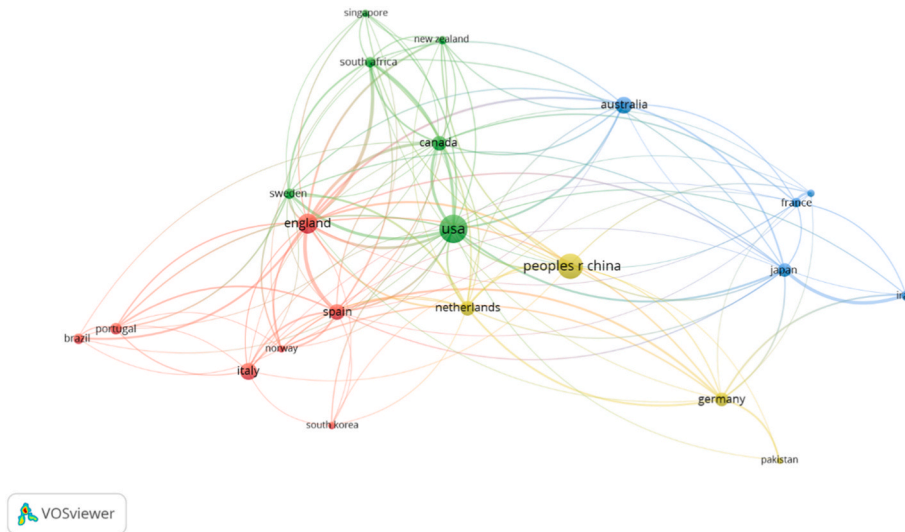 singapore
new zealand
south africa
australia
canada
sweden
france
england
usa
peoples r china
japan
ir
spain
netherlands
portugal
brazil
norway
italy
germany
south korea
pakistan
VOSviewer